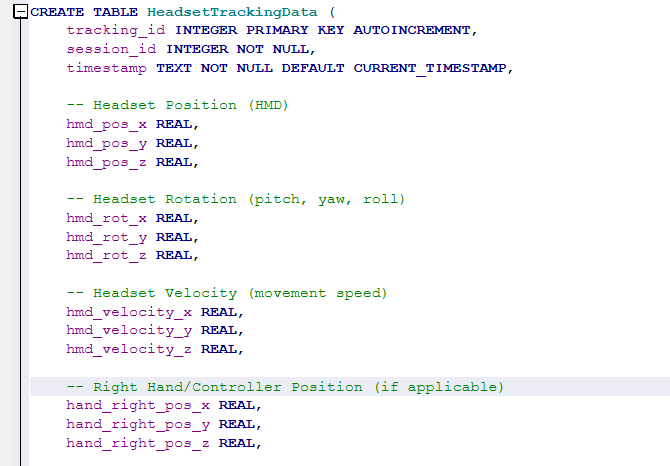 CREATE TABLE HeadsetTrackingData (
tracking_id INTEGER PRIMARY KEY AUTOINCREMENT,
session_id INTEGER NOT NULL,
timestamp TEXT NOT NULL DEFAULT CURRENT_TIMESTAMP,
-- Headset Position (HMD)
hmd_pos_x REAL,
hmd_pos_y REAL,
hmd_pos_z REAL,
-- Headset Rotation (pitch, yaw, roll)
hmd_rot_x REAL,
hmd_rot_y REAL,
hmd_rot_z REAL,
-- Headset Velocity (movement speed)
hmd_velocity_x REAL,
hmd_velocity_y REAL,
hmd_velocity_z REAL,
-- Right Hand/Controller Position (if applicable)
hand_right_pos_x REAL,
hand_right_pos_y REAL,
hand_right_pos_z REAL,